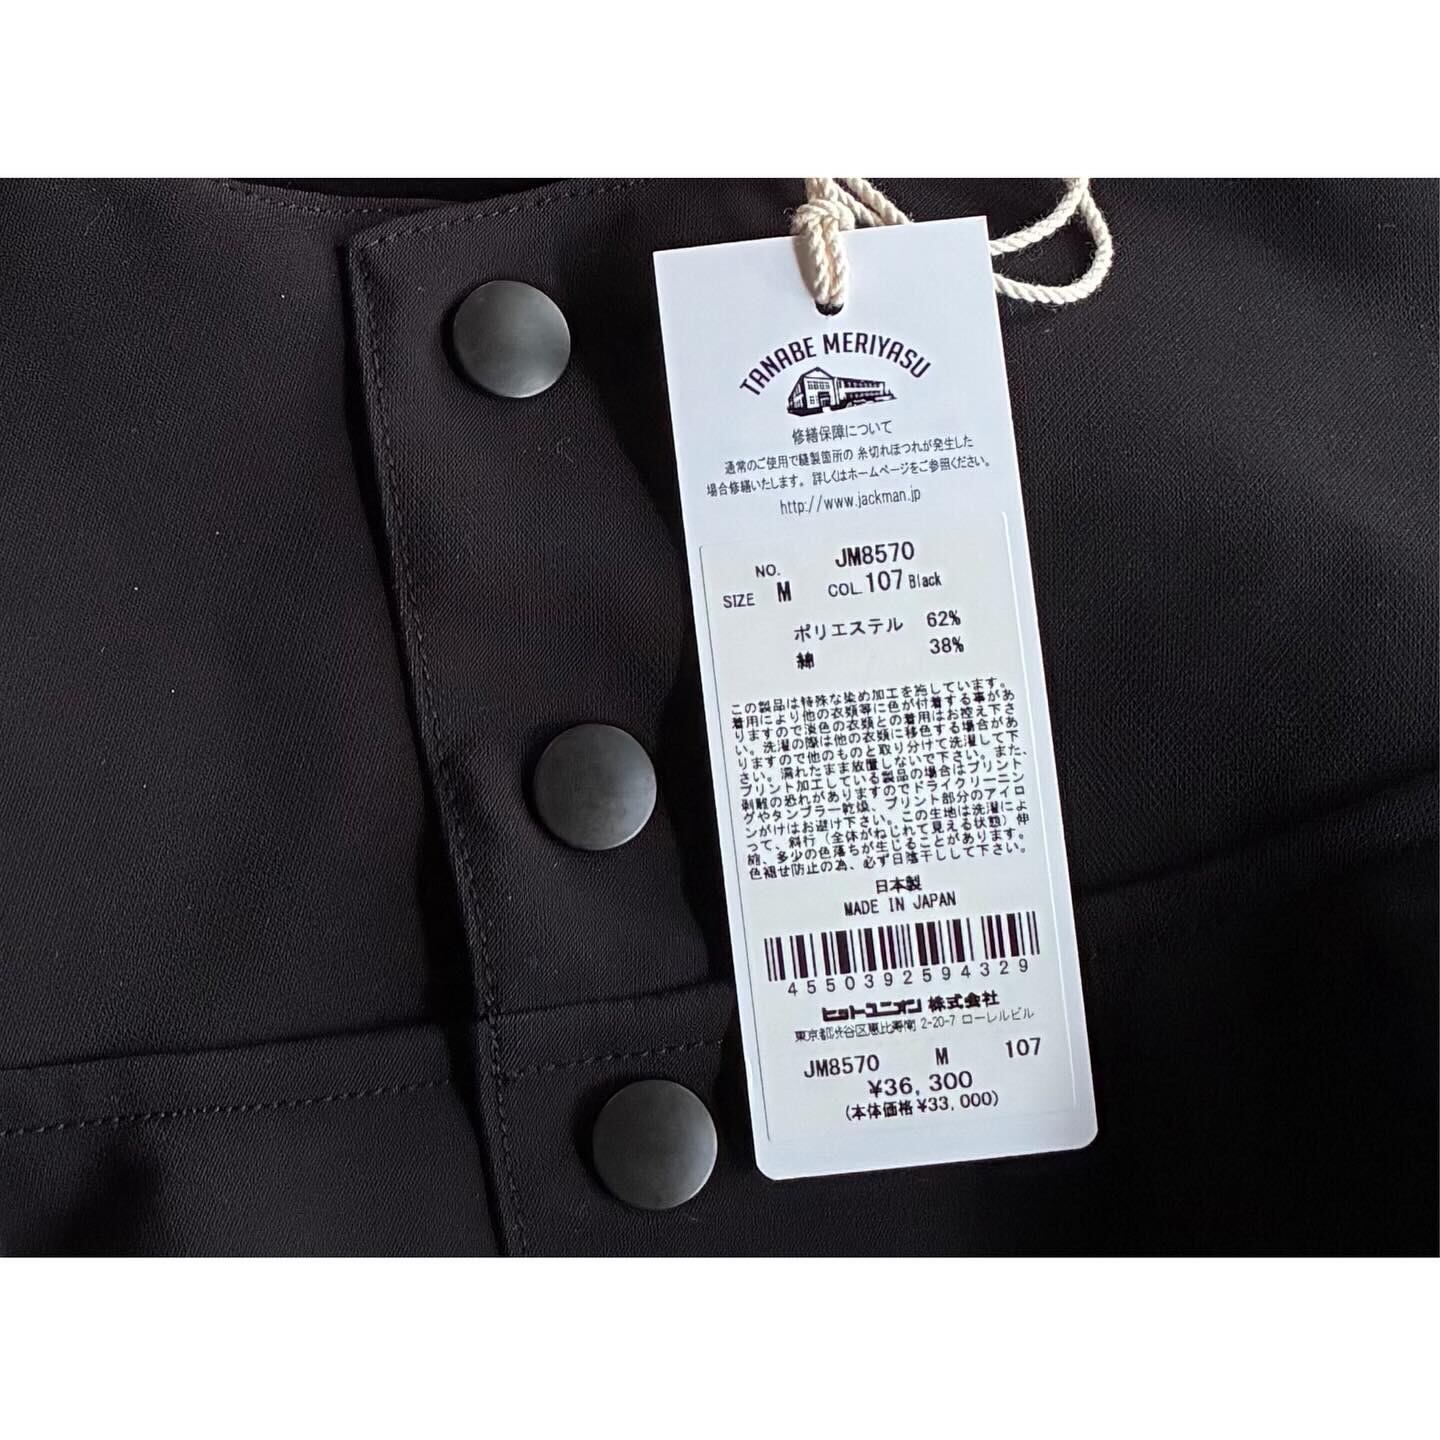 TANABE MERIYASU
修繕保障について
通常のご使用で縫製箇所の 糸切れほつれが発生した
場合修繕いたします。詳しくはホームページをご参照ください。
http://www.jackman.jp
NO. JM8570
SIZE M COL.107 Black
ポリエステル 62%
綿 38%
この製品は特殊な染め加工を施しています。
着用により他の衣類等に色が付着する事があ
りますので淡色の衣類との着用はお控え下さ
い。洗濯の際は他の衣類に移色する場合があ
りますので他のものと取り分けて洗濯して下
さい。濡れたまま放置しないで下さい。また、
プリント加工している製品の場合はプリント
剥離の恐れがありますのでドライクリーニン
グやタンブラー乾燥、プリント部分のアイロ
ンがけはお避け下さい。この生地は洗濯によ
って、斜行（全体がねじれて見える状態）伸
縮、多少の色落ちが生じることがあります。
色褪せ防止の為、必ず日陰干しして下さい。
日本製
MADE IN JAPAN
4550392594329
ヒットユニオン 株式会社
東京都渋谷区恵比寿南 2-20-7 ローレルビル
JM8570 M 107
¥36,300
(本体価格¥33,000)